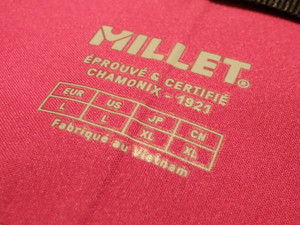 MILLET®
ÉPROUVÉ & CERTIFIÉ
CHAMONIX - 1921
EUR US JP CN
L L XL XL
Fabriqué au Vietnam